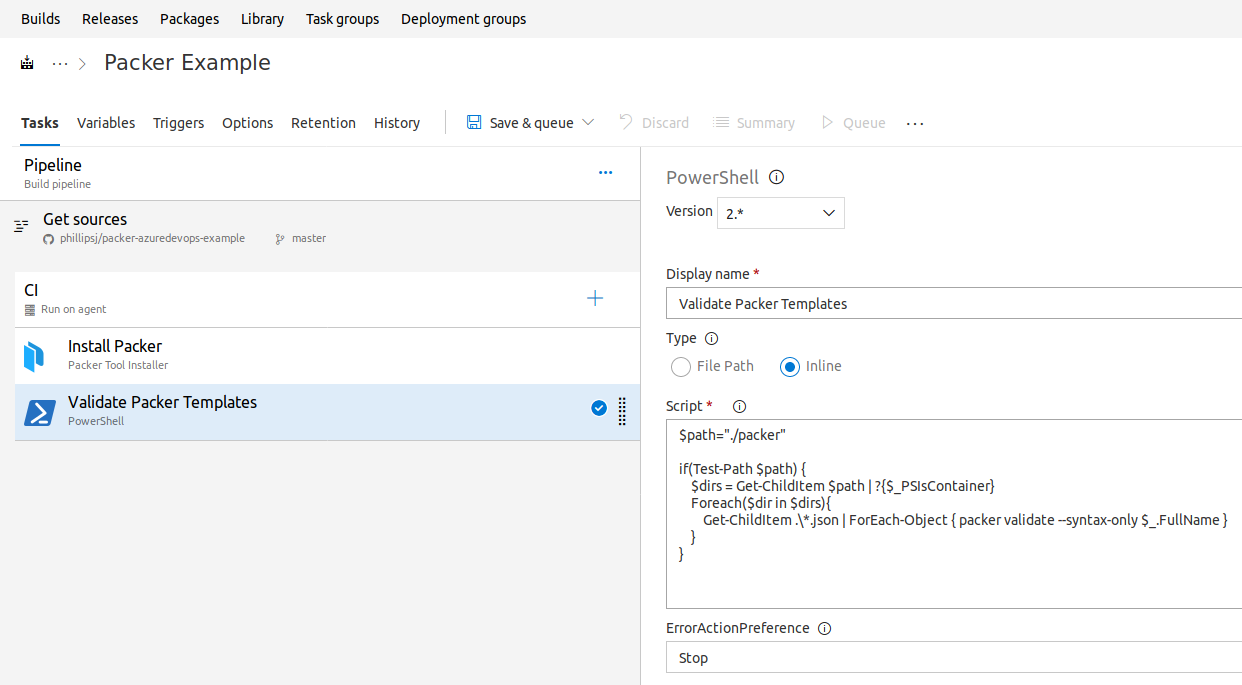 Builds Releases Packages Library Task groups Deployment groups
··· > Packer Example
Tasks Variables Triggers Options Retention History Save & queue Discard Summary Queue ···
Pipeline
Build pipeline
Get sources
phillipsj/packer-azuredevops-example master
CI
Run on agent
Install Packer
Packer Tool Installer
Validate Packer Templates
PowerShell
PowerShell
Version 2.*
Display name *
Validate Packer Templates
Type
File Path Inline
Script *
$path="./packer"
if(Test-Path $path) {
$dirs = Get-ChildItem $path | ?{$_PSIsContainer}
Foreach($dir in $dirs){
Get-ChildItem .\*.json | ForEach-Object { packer validate --syntax-only $_.FullName }
}
}
ErrorActionPreference
Stop